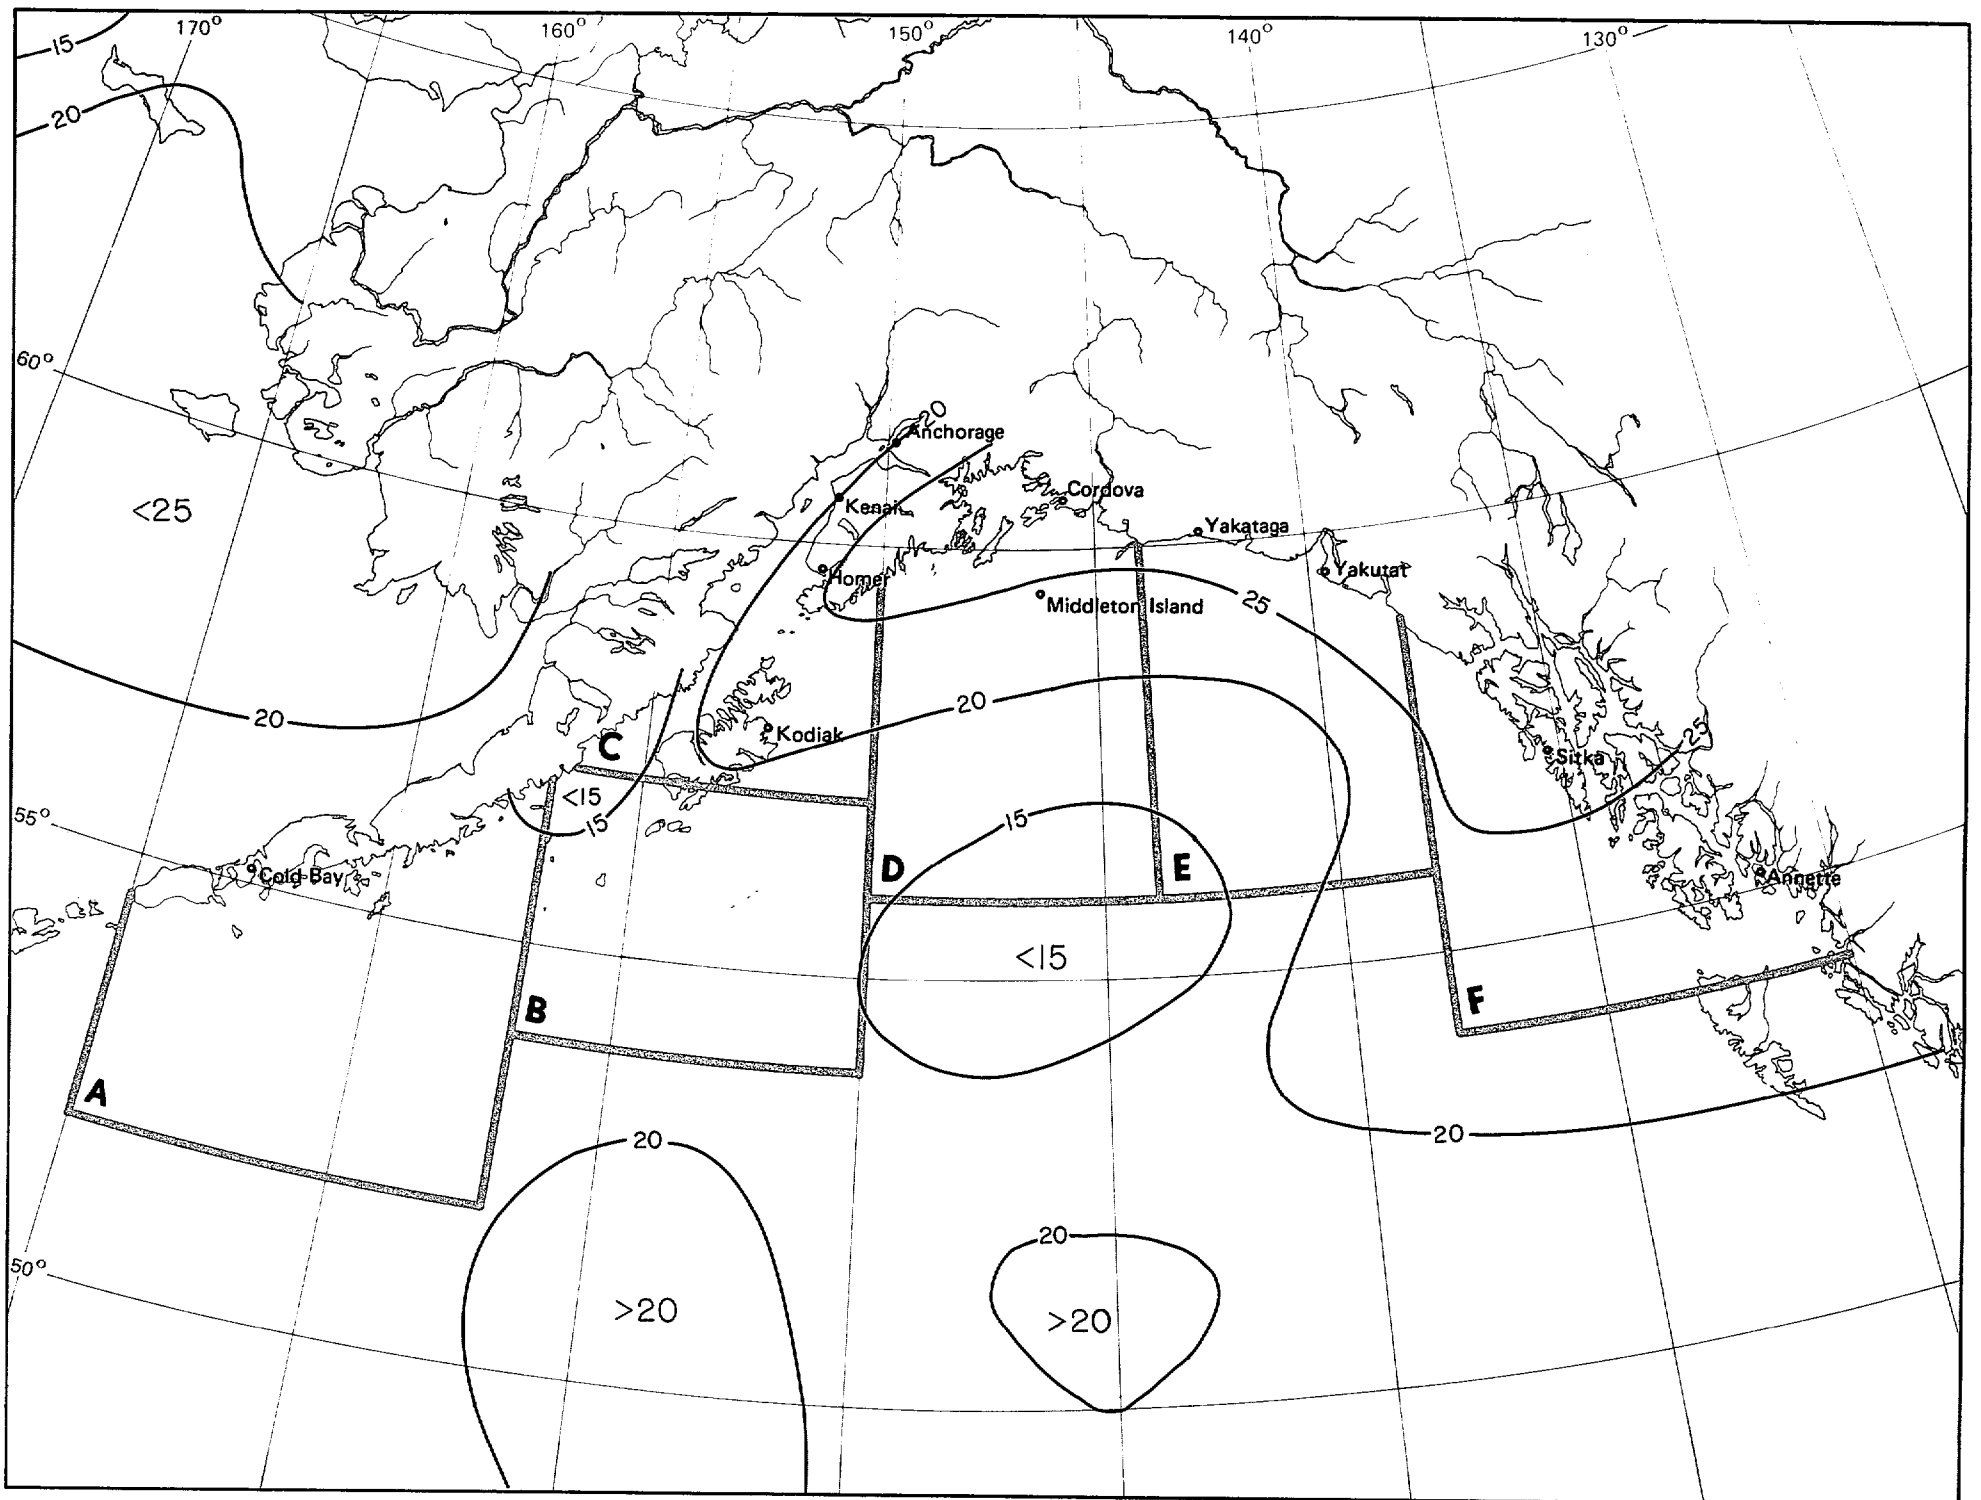 170° 160° 150° 140° 130°
15
20
20
Anchorage
60°
Cordova
<25
Kenai
Yakataga
Homer
Yakutat
25
Middleton Island
20
20
Kodiak
25
C
Sitka
<15
15
15
55°
D
E
Cold Bay
Annette
<15
B
F
A
20
20
20
50°
>20
>20